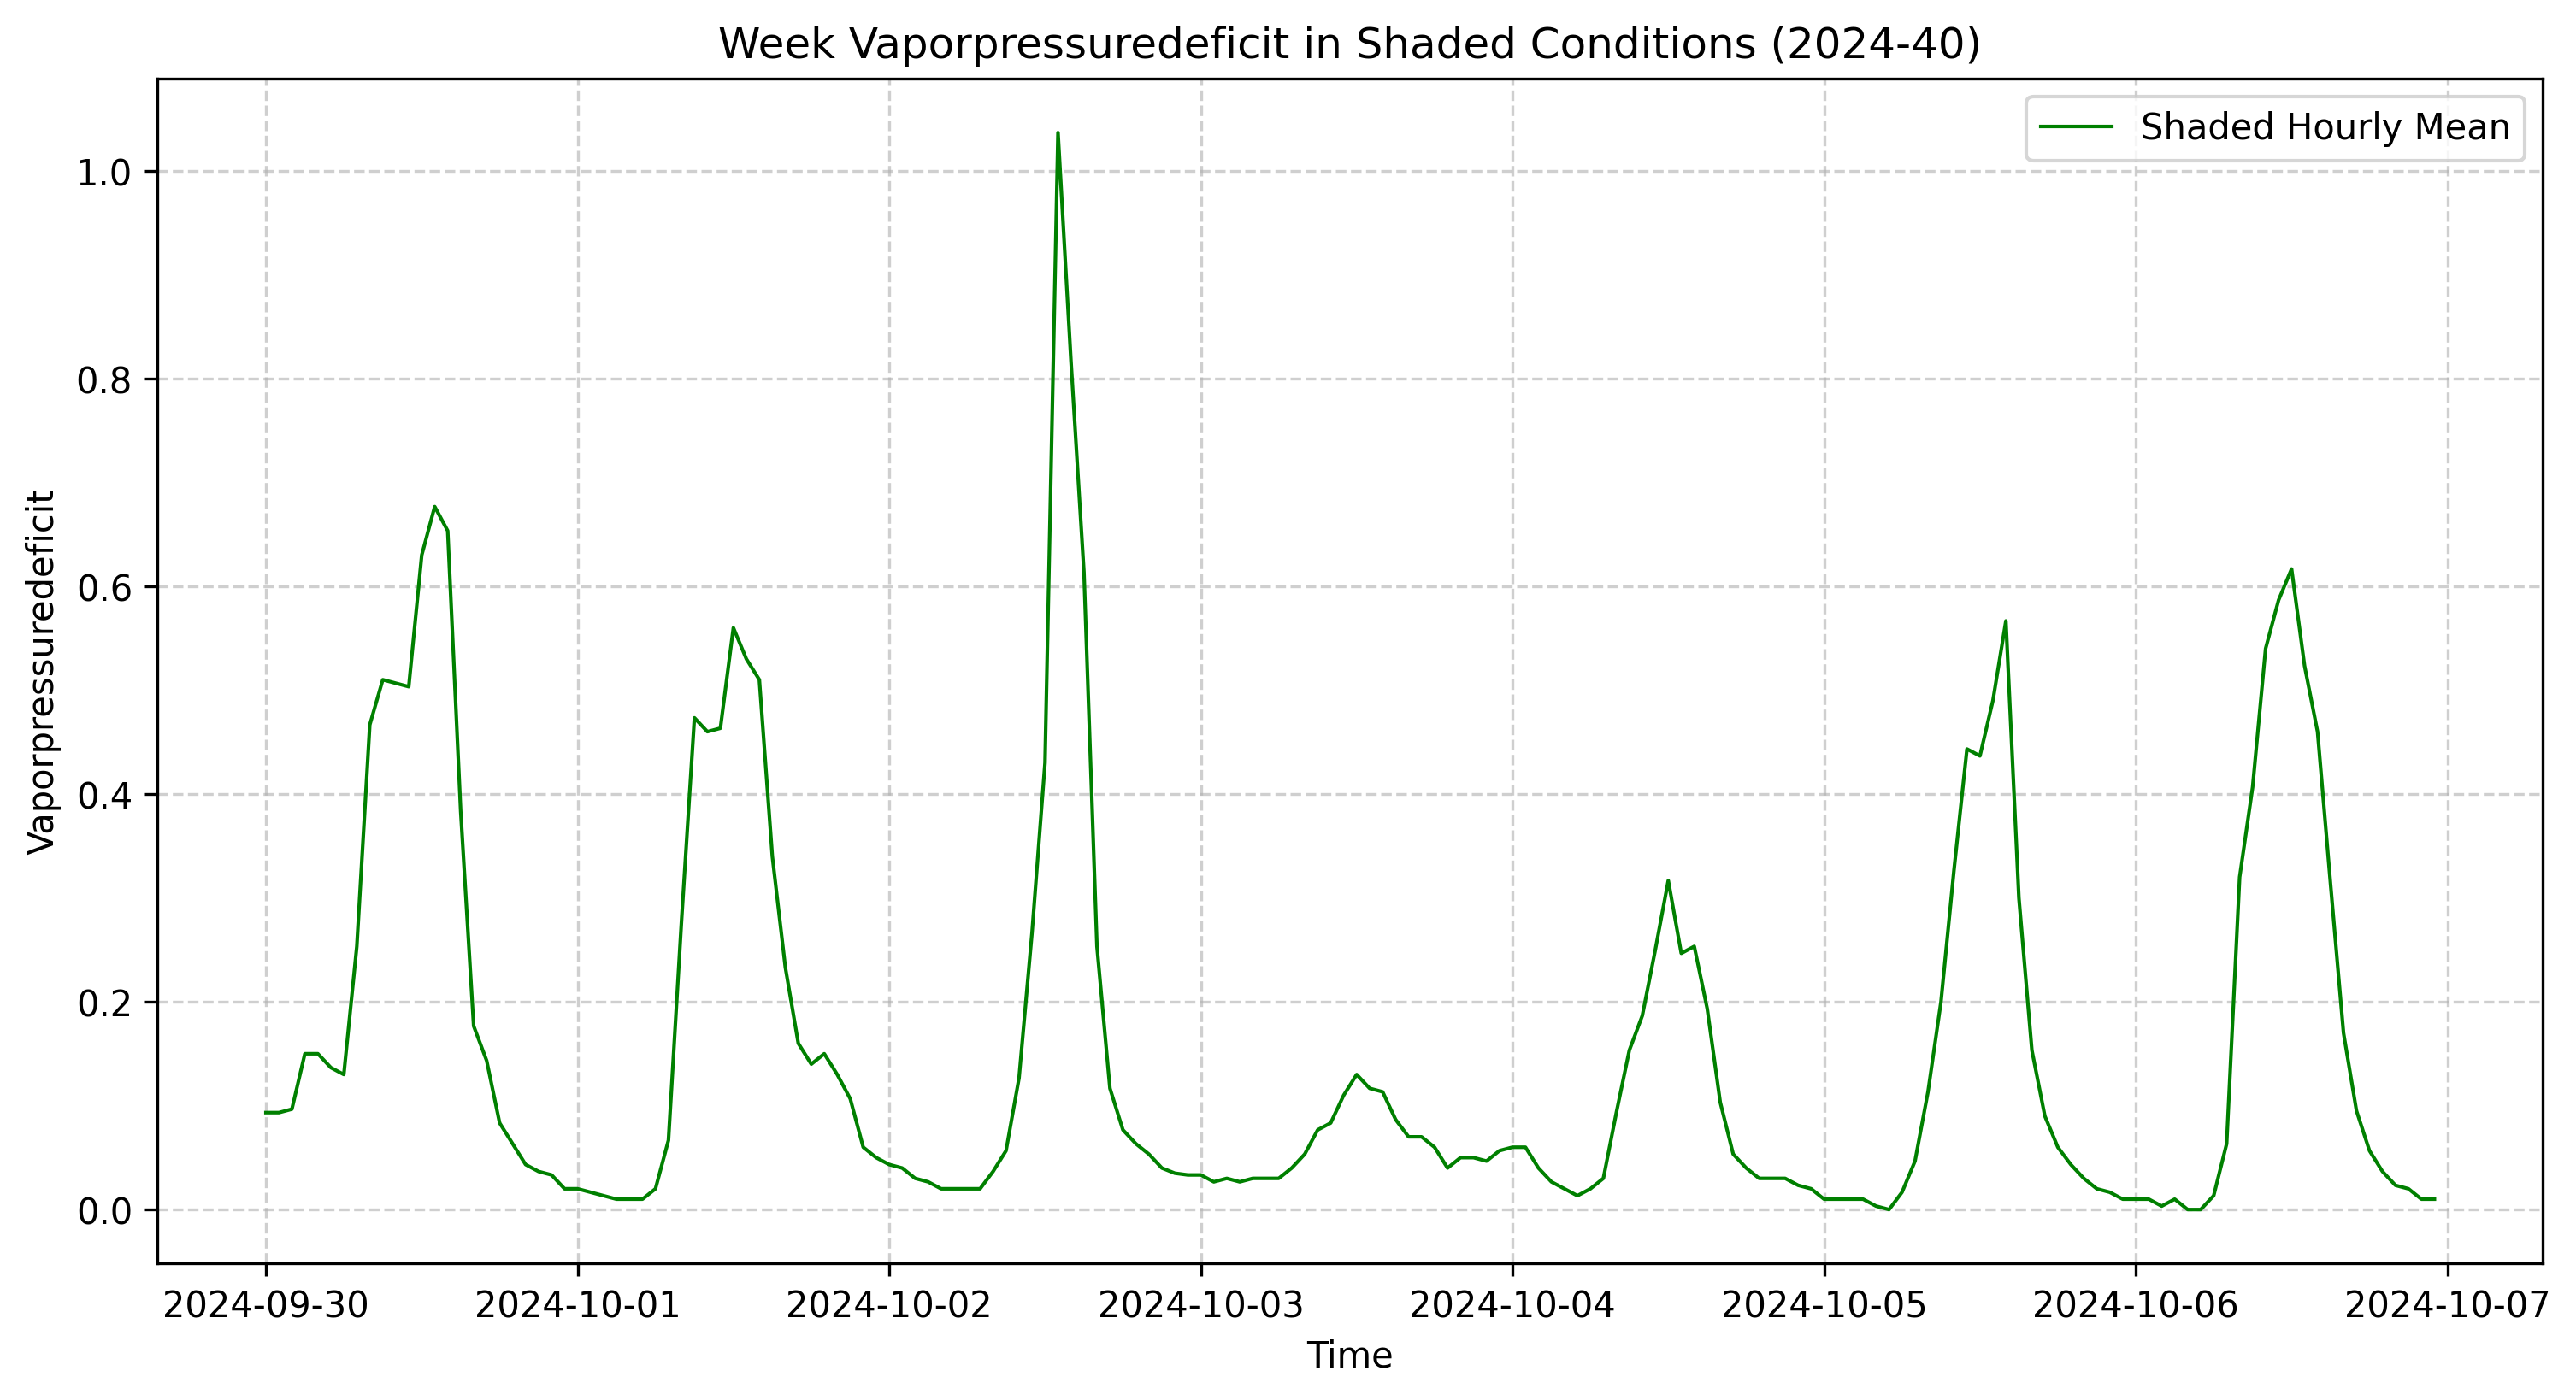 Week Vaporpressuredeficit in Shaded Conditions (2024-40)
Shaded Hourly Mean
Vaporpressuredeficit
1.0
0.8
0.6
0.4
0.2
0.0
2024-09-30 2024-10-01 2024-10-02 2024-10-03 2024-10-04 2024-10-05 2024-10-06 2024-10-07
Time